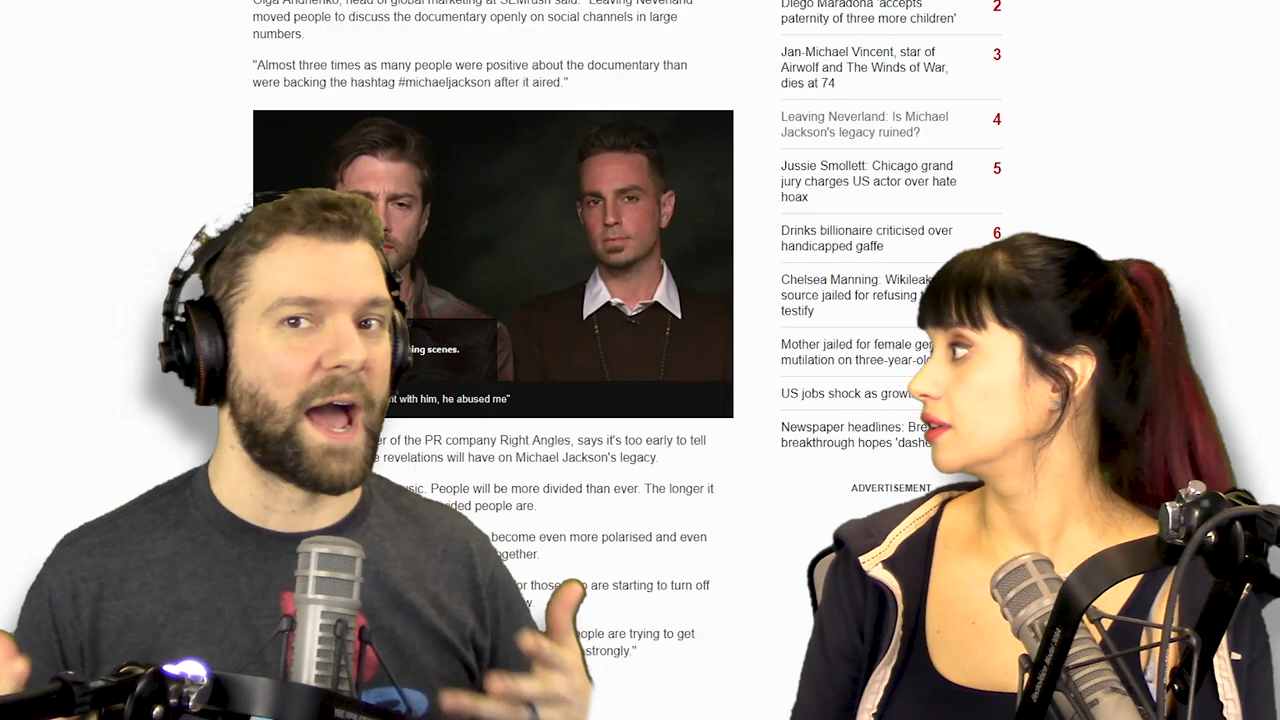 Olga Andrienko, head of global marketing at SEMrush said: "Leaving Neverland
moved people to discuss the documentary openly on social channels in large
numbers.
"Almost three times as many people were positive about the documentary than
were backing the hashtag #michaeljackson after it aired."
ing scenes.
nt with him, he abused me"
er of the PR company Right Angles, says it's too early to tell
e revelations will have on Michael Jackson's legacy.
usic. People will be more divided than ever. The longer it
vided people are.
become even more polarised and even
ogether.
for those are starting to turn off
w.
eople are trying to get
strongly."
Diego Maradona 'accepts
paternity of three more children'
2
Jan-Michael Vincent, star of
Airwolf and The Winds of War,
dies at 74
3
Leaving Neverland: Is Michael
Jackson's legacy ruined?
4
Jussie Smollett: Chicago grand
jury charges US actor over hate
hoax
5
Drinks billionaire criticised over
handicapped gaffe
6
Chelsea Manning: Wikileak
source jailed for refusing
testify
Mother jailed for female ge
mutilation on three-year-ol
US jobs shock as grow
Newspaper headlines: Bre
breakthrough hopes 'dashe
ADVERTISEMENT